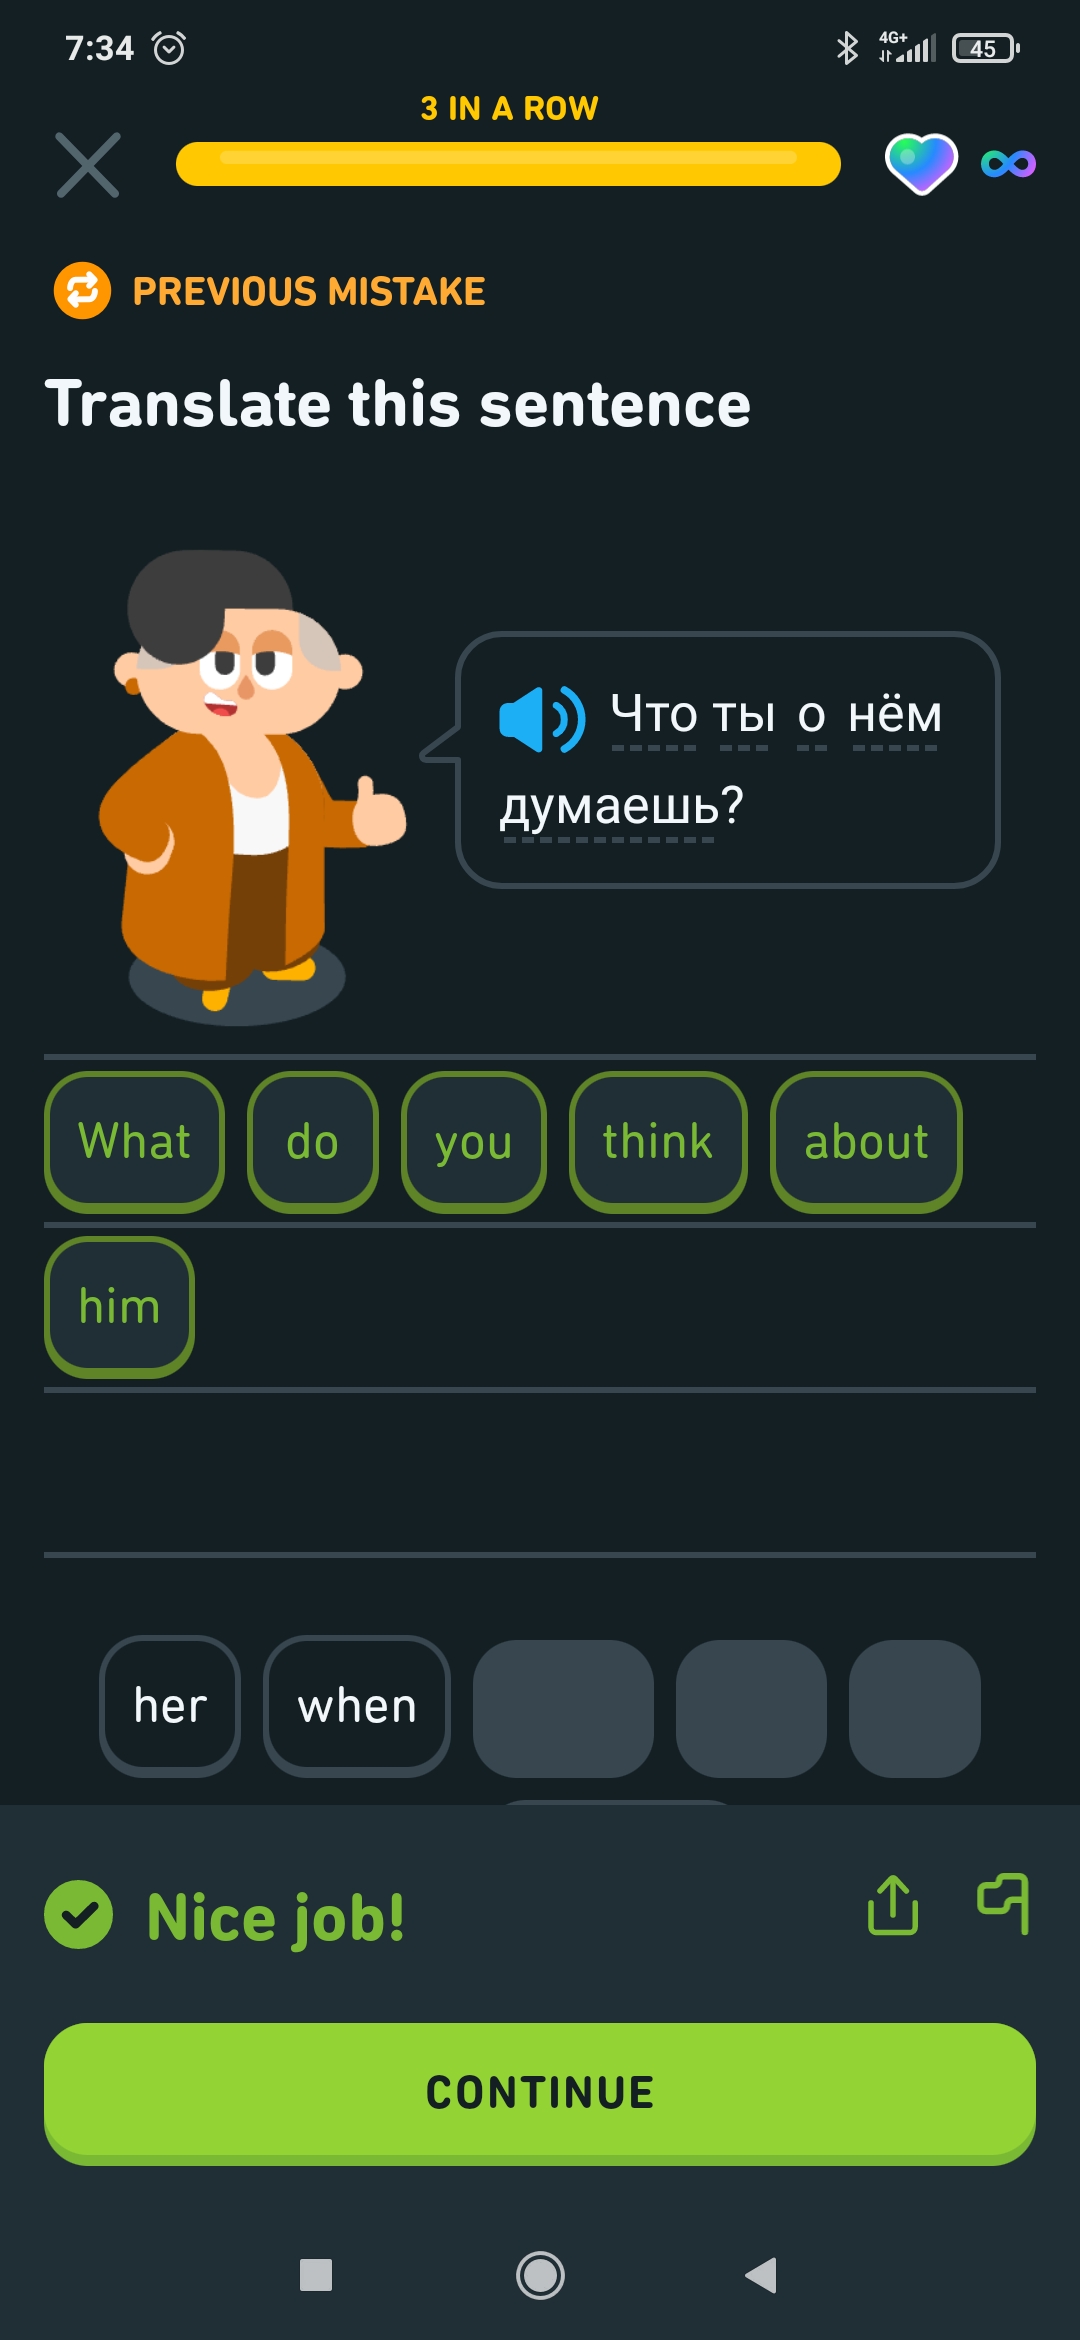 7:34 4G+ 45
3 IN A ROW
PREVIOUS MISTAKE
Translate this sentence
Что ты о нём
думаешь?
What do you think about
him
her when
Nice job!
CONTINUE